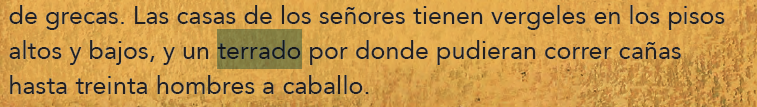 de grecas. Las casas de los señores tienen vergeles en los pisos
altos y bajos, y un terrado por donde pudieran correr cañas
hasta treinta hombres a caballo.